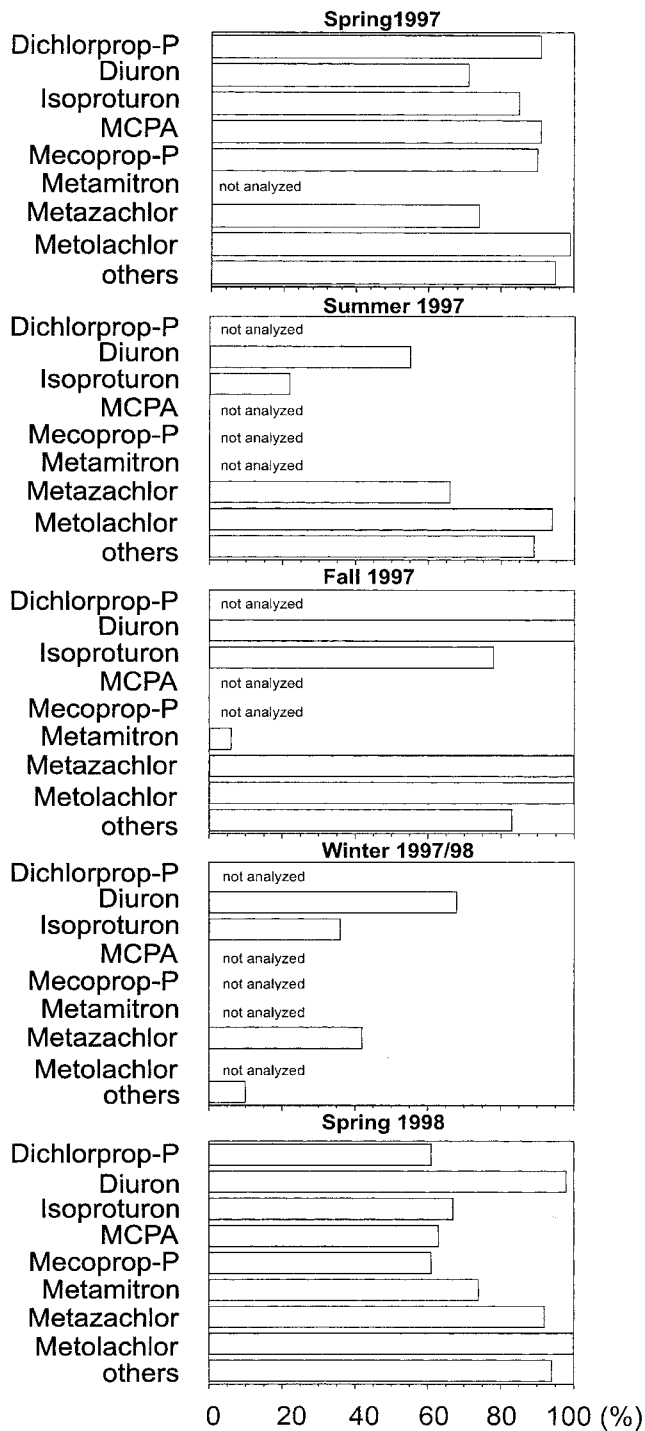 Spring1997
Dichlorprop-P
Diuron
Isoproturon
MCPA
Mecoprop-P
Metamitron not analyzed
Metazachlor
Metolachlor
others
Summer 1997
Dichlorprop-P not analyzed
Diuron
Isoproturon
MCPA not analyzed
Mecoprop-P not analyzed
Metamitron not analyzed
Metazachlor
Metolachlor
others
Fall 1997
Dichlorprop-P not analyzed
Diuron
Isoproturon
MCPA not analyzed
Mecoprop-P not analyzed
Metamitron
Metazachlor
Metolachlor
others
Winter 1997/98
Dichlorprop-P not analyzed
Diuron
Isoproturon
MCPA not analyzed
Mecoprop-P not analyzed
Metamitron not analyzed
Metazachlor
Metolachlor not analyzed
others
Spring 1998
Dichlorprop-P
Diuron
Isoproturon
MCPA
Mecoprop-P
Metamitron
Metazachlor
Metolachlor
others
0 20 40 60 80 100 (%)